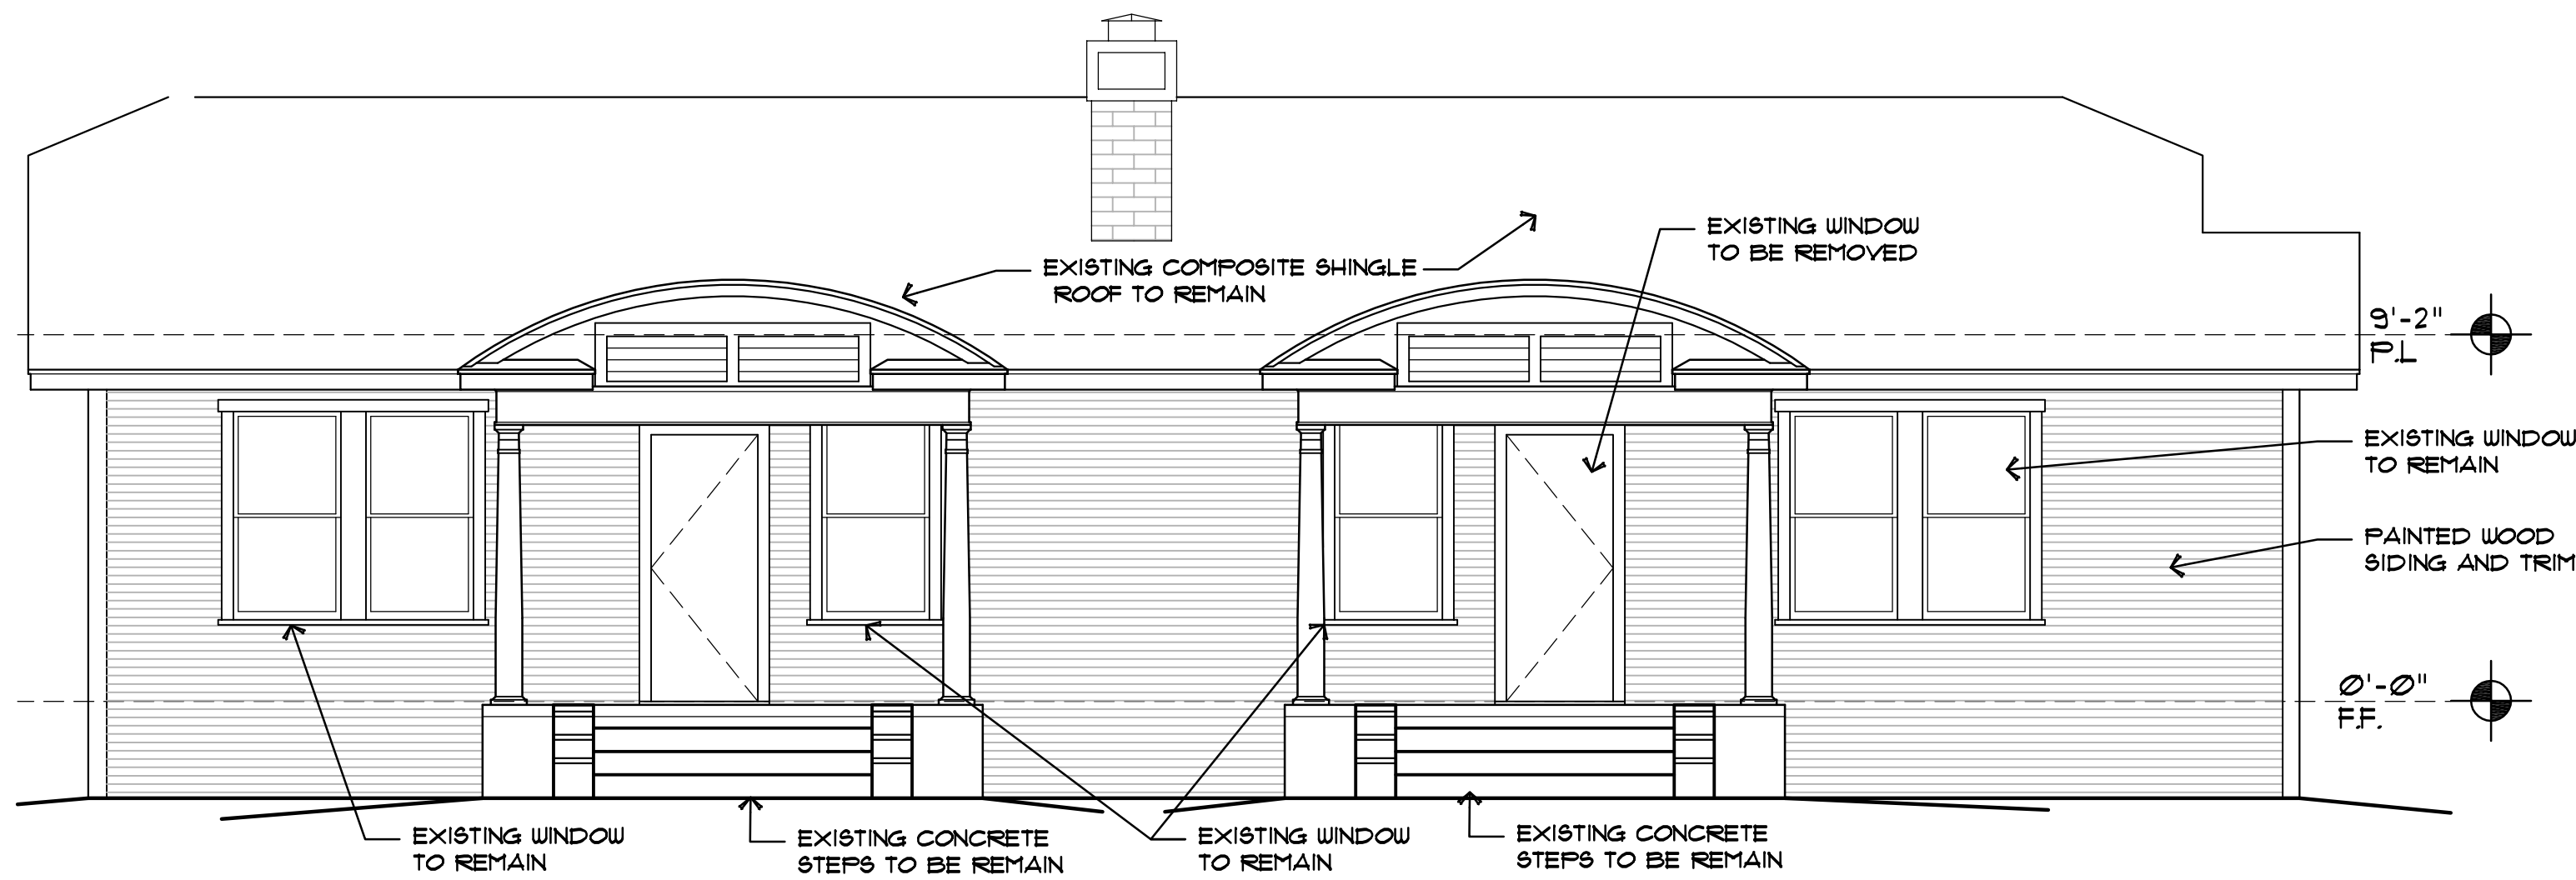 EXISTING WINDOW
TO BE REMOVED
EXISTING COMPOSITE SHINGLE
ROOF TO REMAIN
9'-2"
P.L
EXISTING WINDOW
TO REMAIN
PAINTED WOOD
SIDING AND TRIM
0'-0"
F.F.
EXISTING WINDOW
TO REMAIN
EXISTING CONCRETE
STEPS TO BE REMAIN
EXISTING WINDOW
TO REMAIN
EXISTING CONCRETE
STEPS TO BE REMAIN